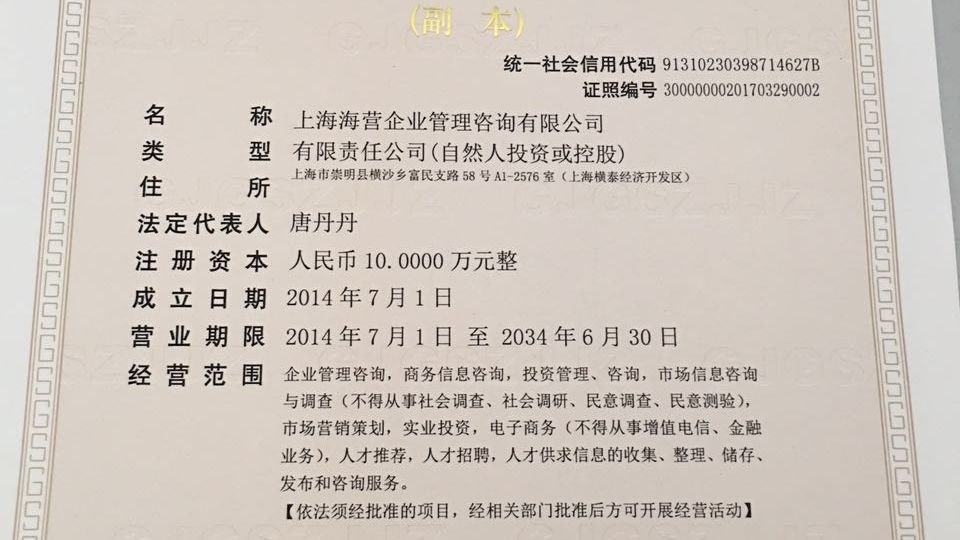 (副 本)
统一社会信用代码 91310230398714627B
证照编号 30000000201703290002
名 称 上海海营企业管理咨询有限公司
类 型 有限责任公司(自然人投资或控股)
住 所 上海市崇明县横沙乡富民支路 58 号 A1-2576 室（上海横泰经济开发区）
法定代表人 唐丹丹
注 册 资 本 人民币 10.0000 万元整
成 立 日 期 2014 年 7 月 1 日
营 业 期 限 2014 年 7 月 1 日 至 2034 年 6 月 30 日
经 营 范 围 企业管理咨询，商务信息咨询，投资管理、咨询，市场信息咨询
与调查（不得从事社会调查、社会调研、民意调查、民意测验），
市场营销策划，实业投资，电子商务（不得从事增值电信、金融
业务），人才推荐，人才招聘，人才供求信息的收集、整理、储存、
发布和咨询服务。
【依法须经批准的项目，经相关部门批准后方可开展经营活动】